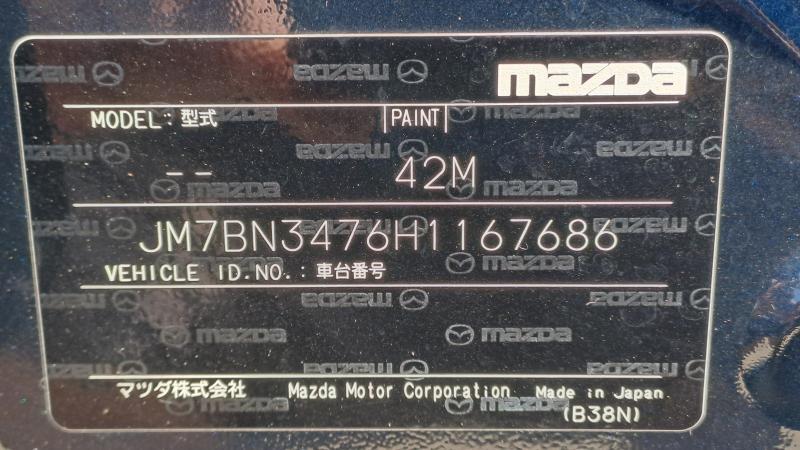 mazda
MODEL: 型式 PAINT
-- 42M
JM7BN3476H1167686
VEHICLE ID.NO.: 車台番号
マツダ株式会社 Mazda Motor Corporation Made in Japan
(B38N)